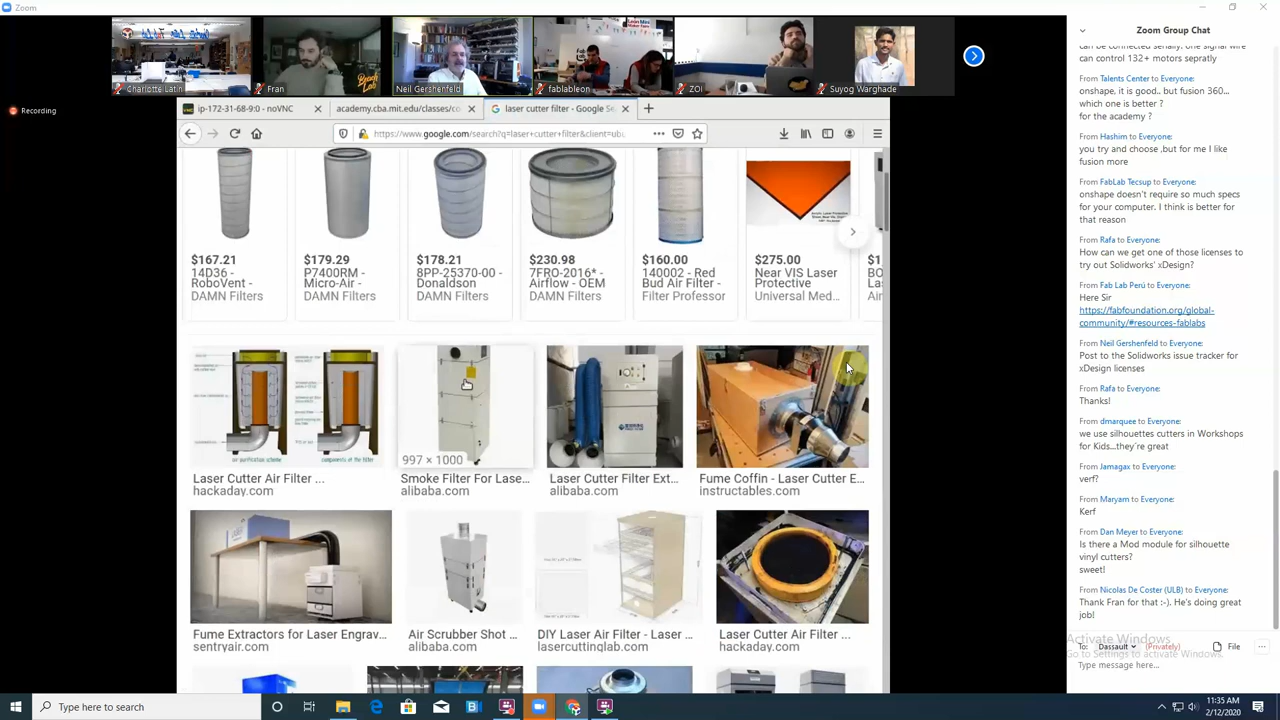 Zoom
Charlotte Latin
Fran
Neil Gershenfeld
fablableon
ZOI
Suyog Warghade
Recording
ip-172-31-68-9:0 - noVNC
academy.cba.mit.edu/classes/co
laser cutter filter - Google Se
https://www.google.com/search?q=laser+cutter+filter&client=ubu
$167.21
14D36 -
RoboVent -
DAMN Filters
$179.29
P7400RM -
Micro-Air -
DAMN Filters
$178.21
8PP-25370-00 -
Donaldson
DAMN Filters
$230.98
7FRO-2016* -
Airflow - OEM
DAMN Filters
$160.00
140002 - Red
Bud Air Filter -
Filter Professor
$275.00
Near VIS Laser
Protective
Universal Med...
997 × 1000
Laser Cutter Air Filter ...
hackaday.com
Smoke Filter For Lase...
alibaba.com
Laser Cutter Filter Ext...
alibaba.com
Fume Coffin - Laser Cutter E...
instructables.com
Fume Extractors for Laser Engrav...
sentryair.com
Air Scrubber Shot ...
alibaba.com
DIY Laser Air Filter - Laser ...
lasercuttinglab.com
Laser Cutter Air Filter ...
hackaday.com
Zoom Group Chat
can be connected serially. one signal wire
can control 132+ motors sepratly
From Talents Center to Everyone:
onshape, it is good.. but fusion 360...
which one is better ?
for the academy ?
From Hashim to Everyone:
you try and choose ,but for me I like
fusion more
From FabLab Tecsup to Everyone:
onshape doesn't require so much specs
for your computer. I think is better for
that reason
From Rafa to Everyone:
How can we get one of those licenses to
try out Solidworks' xDesign?
From Fab Lab Perú to Everyone:
Here Sir
https://fabfoundation.org/global-
community/#resources-fablabs
From Neil Gershenfeld to Everyone:
Post to the Solidworks issue tracker for
xDesign licenses
From Rafa to Everyone:
Thanks!
From dmarquee to Everyone:
we use silhouettes cutters in Workshops
for Kids...they´re great
From Jamagax to Everyone:
verf?
From Maryam to Everyone:
Kerf
From Dan Meyer to Everyone:
Is there a Mod module for silhouette
vinyl cutters?
sweet!
From Nicolas De Coster (ULB) to Everyone:
Thank Fran for that :-). He's doing great
job!
Activate Windows
Go to Settings to activate Windows.
To: Dassault (Privately)
File
Type message here...
Type here to search
11:35 AM
2/12/2020